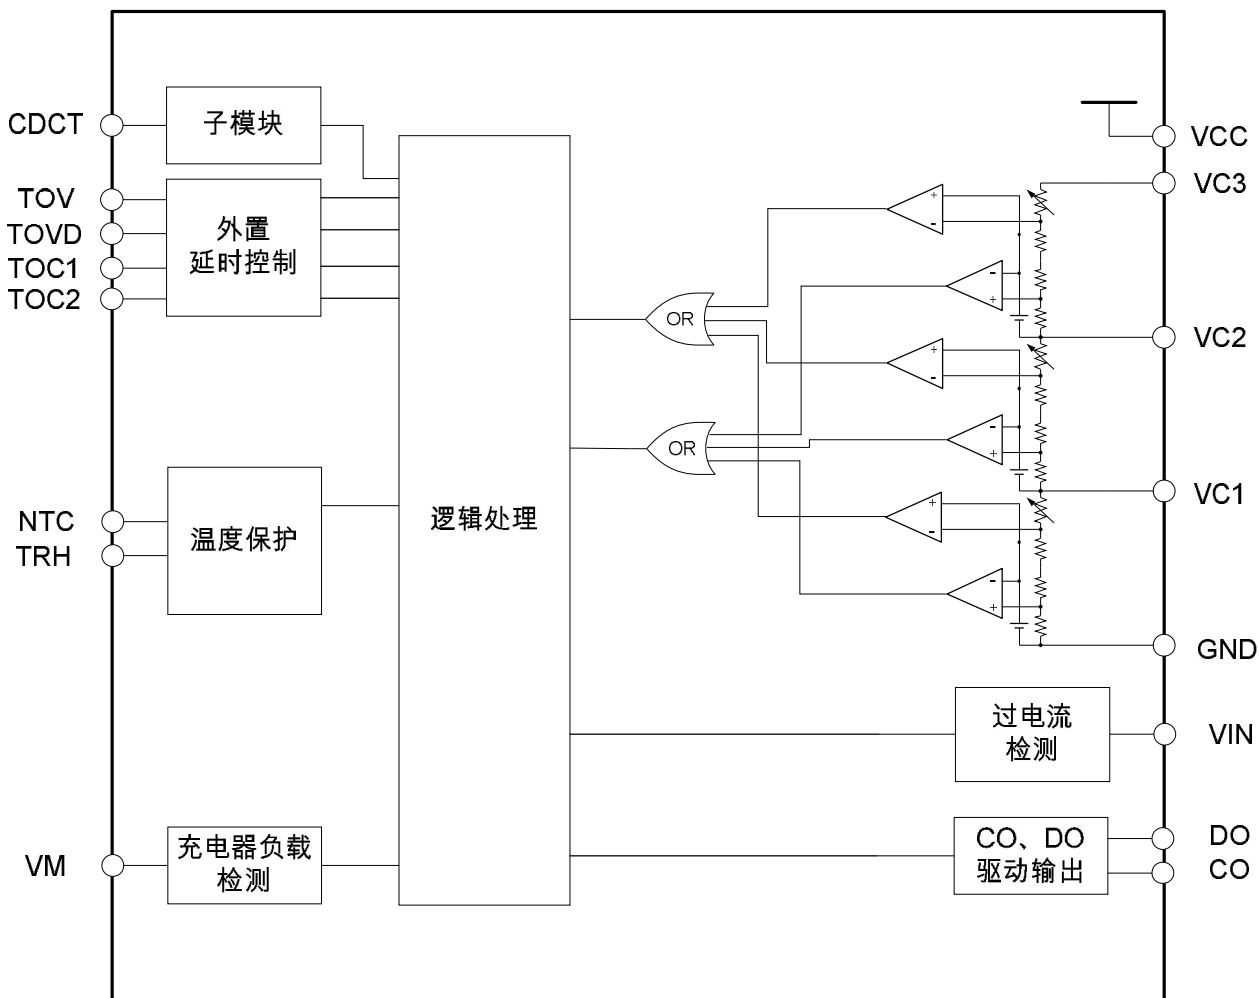 CDCT
子模块
VCC
TOV
TOVD
TOC1
TOC2
外置
延时控制
VC3
+
-
-
+
OR
VC2
+
-
-
+
OR
VC1
+
-
-
+
NTC
TRH
温度保护
逻辑处理
GND
过电流
检测
VIN
VM
充电器负载
检测
CO、DO
驱动输出
DO
CO